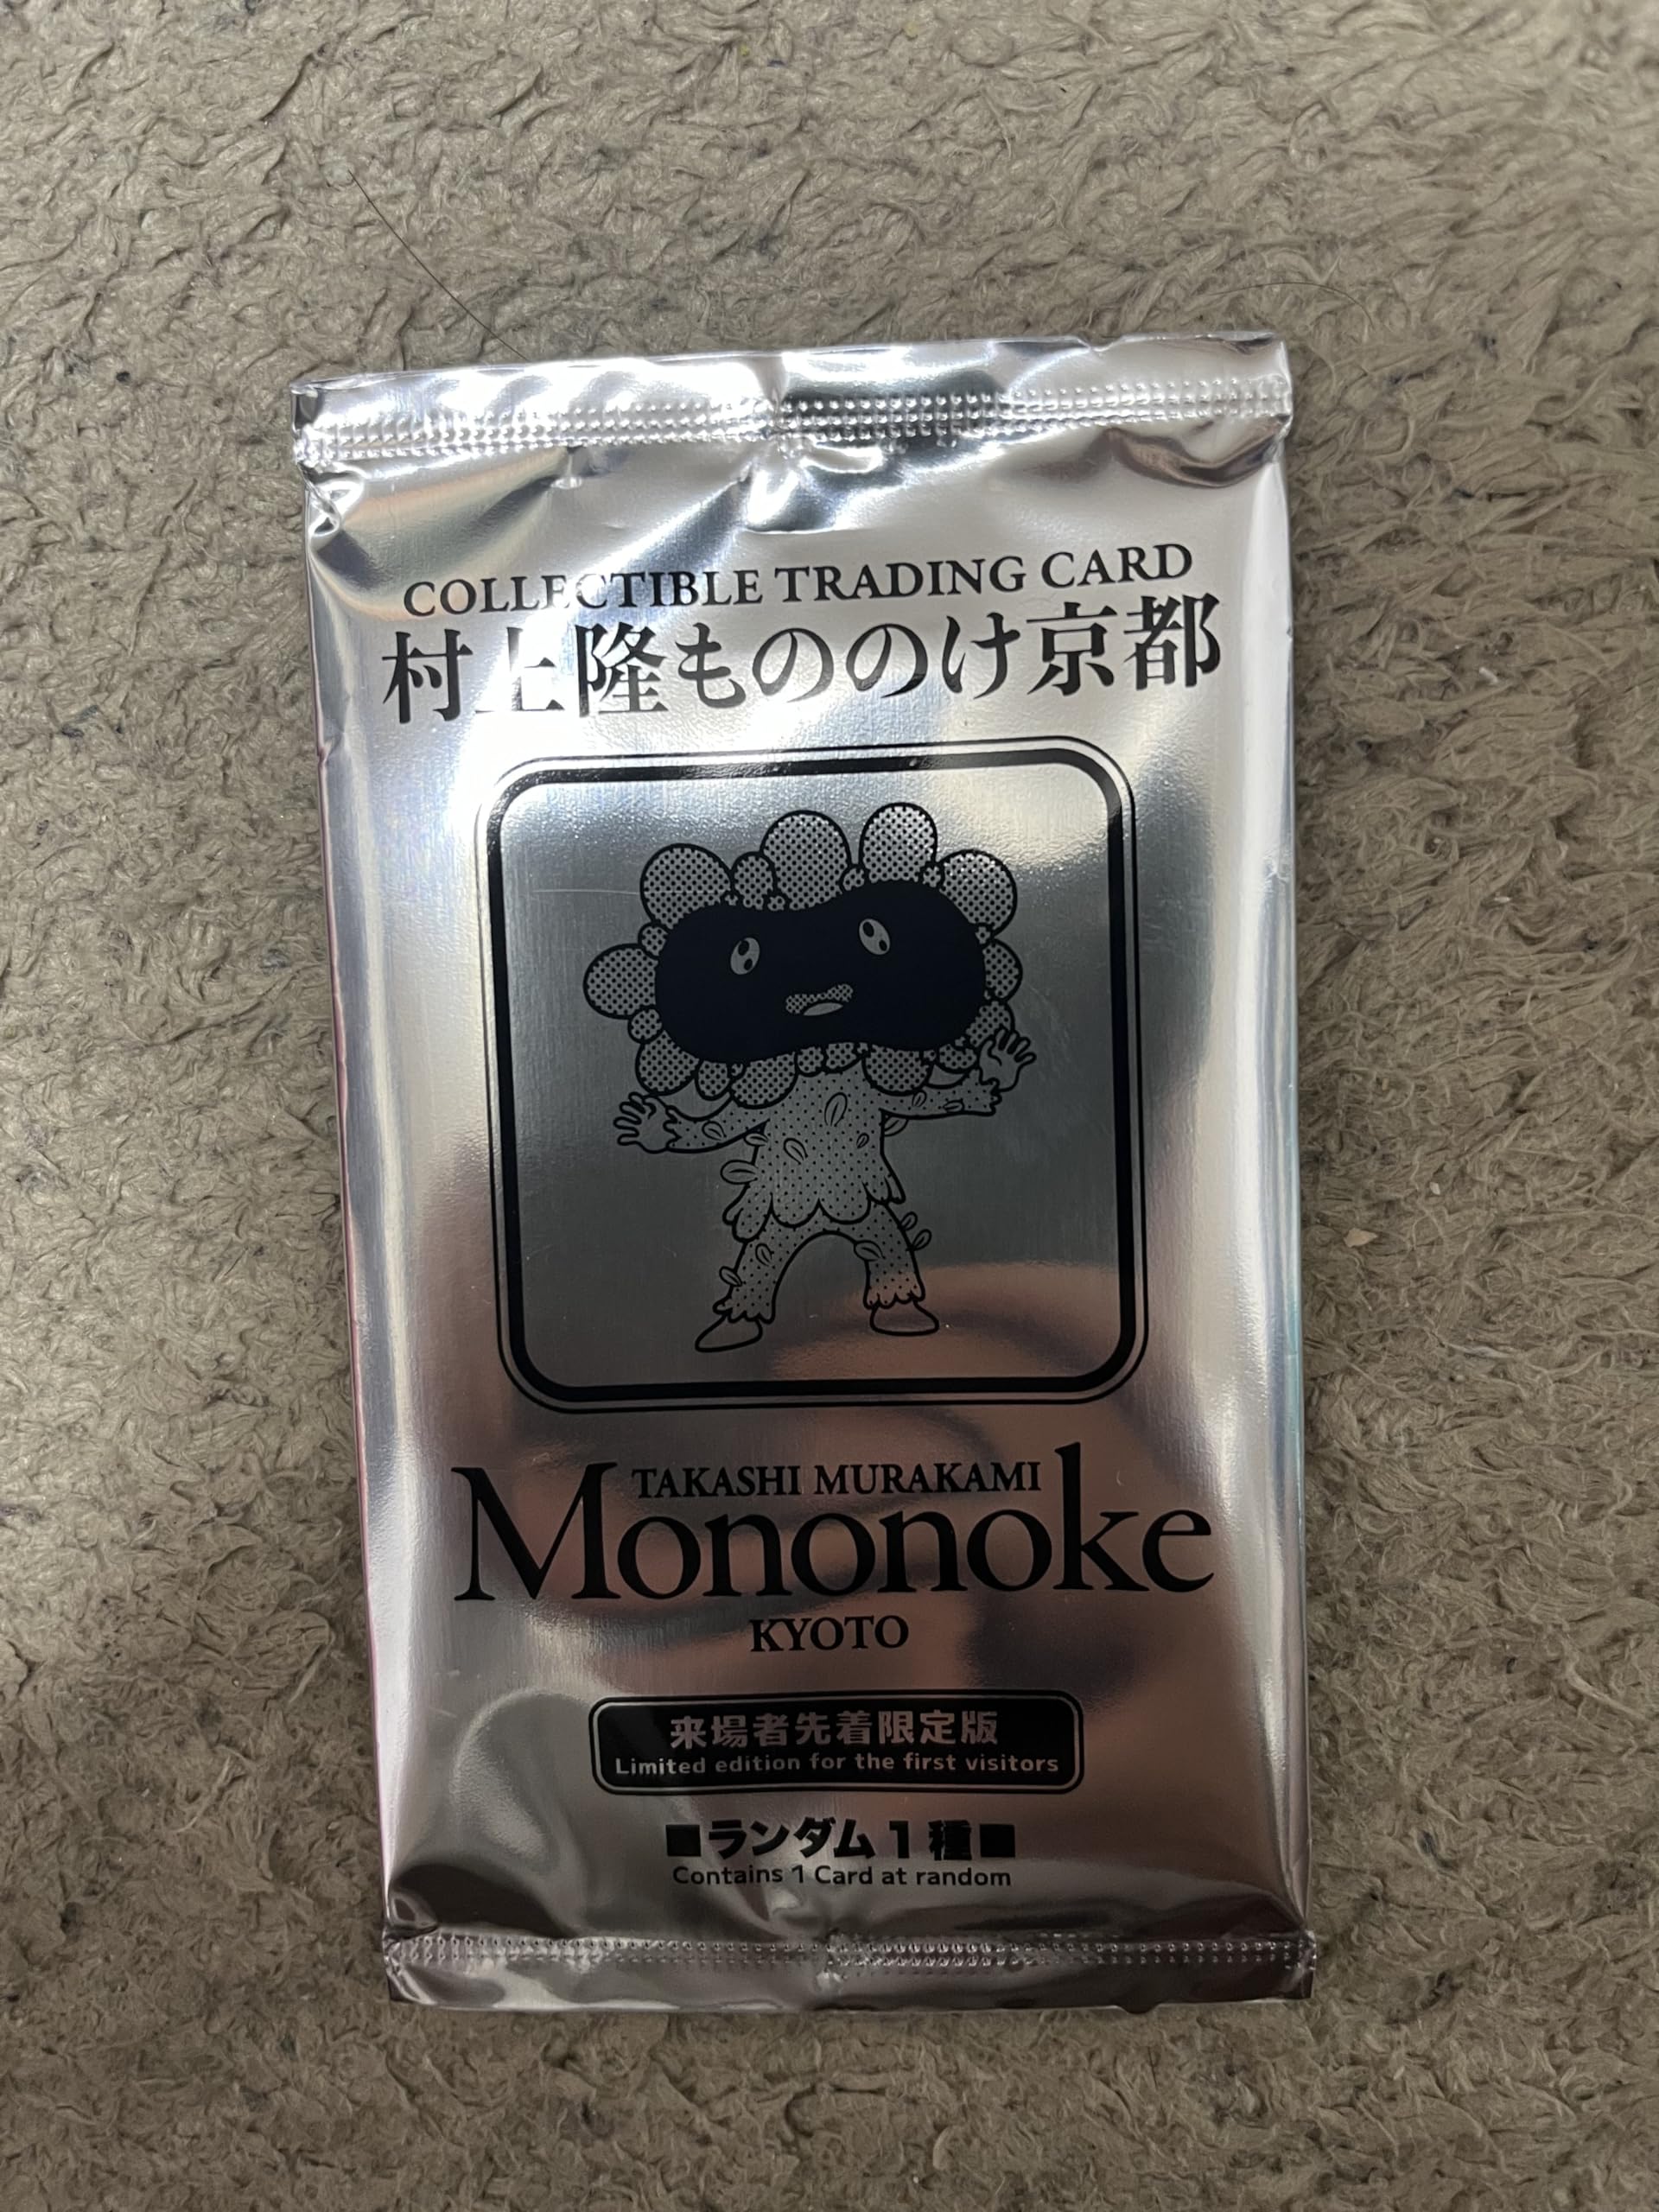 COLLECTIBLE TRADING CARD
村上隆もののけ京都
TAKASHI MURAKAMI
Mononoke
KYOTO
来場者先着限定版
Limited edition for the first visitors
■ランダム1種■
Contains 1 Card at random